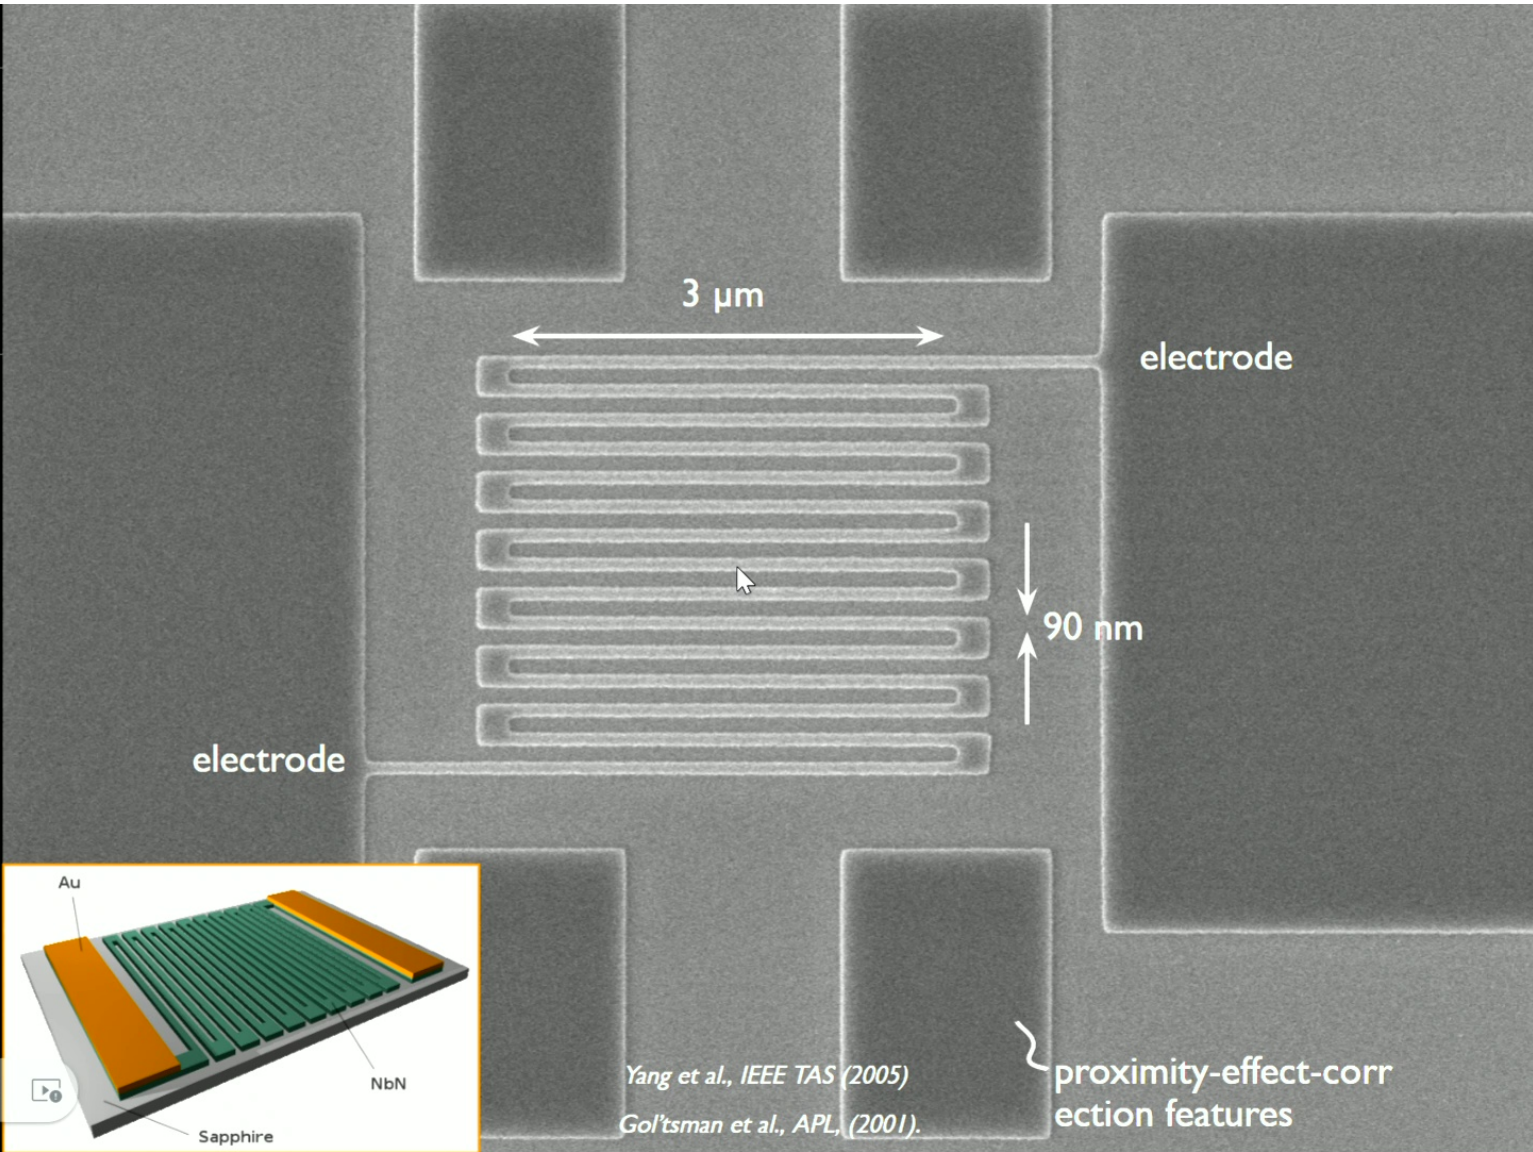 3 μm
electrode
90 nm
electrode
Au
NbN
Sapphire
Yang et al., IEEE TAS (2005)
Gol'tsman et al., APL, (2001).
proximity-effect-corr
ection features